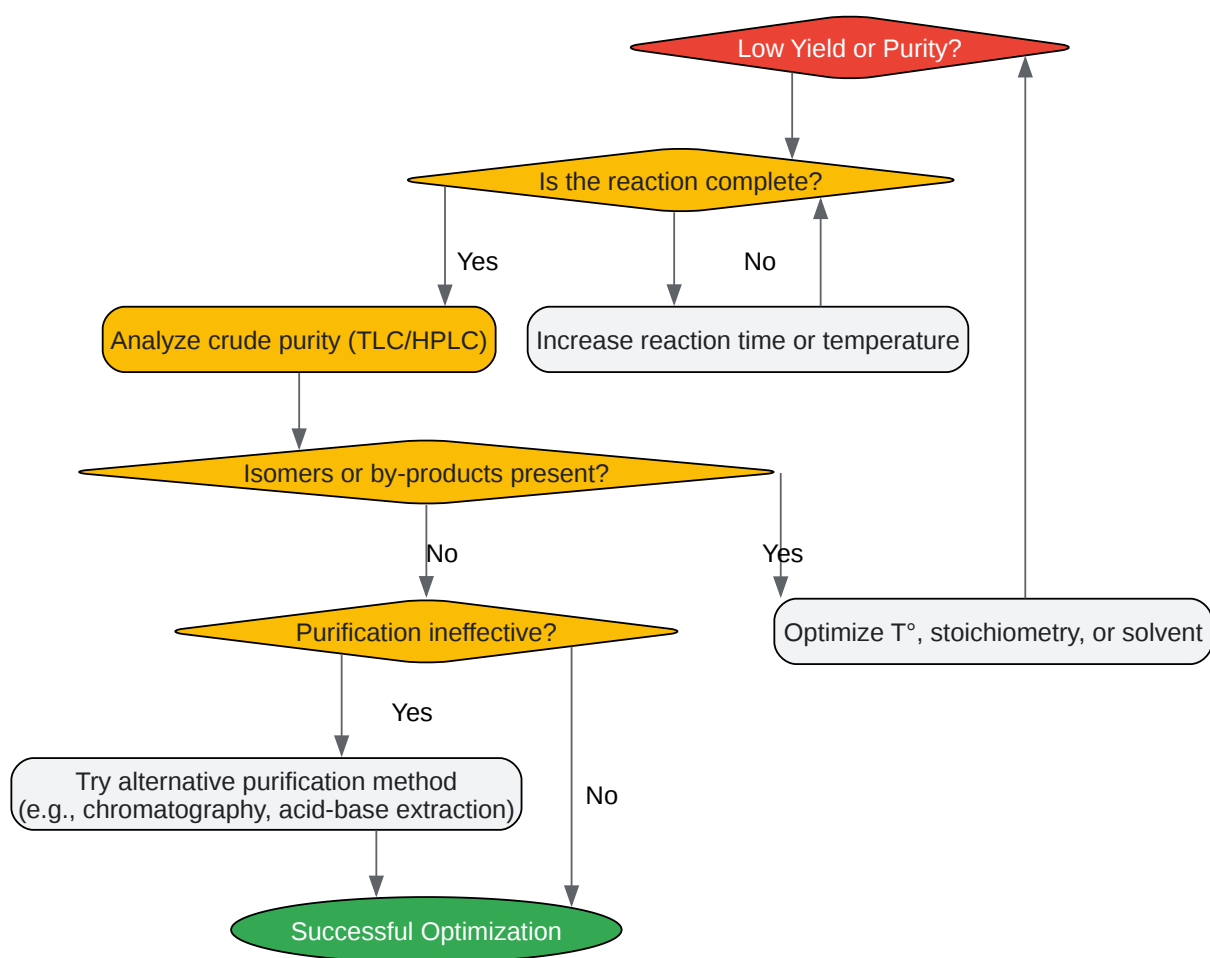 Low Yield or Purity?
Is the reaction complete?
Yes
No
Analyze crude purity (TLC/HPLC)
Increase reaction time or temperature
Isomers or by-products present?
No
Yes
Purification ineffective?
Optimize T°, stoichiometry, or solvent
Yes
Try alternative purification method
(e.g., chromatography, acid-base extraction)
No
Successful Optimization